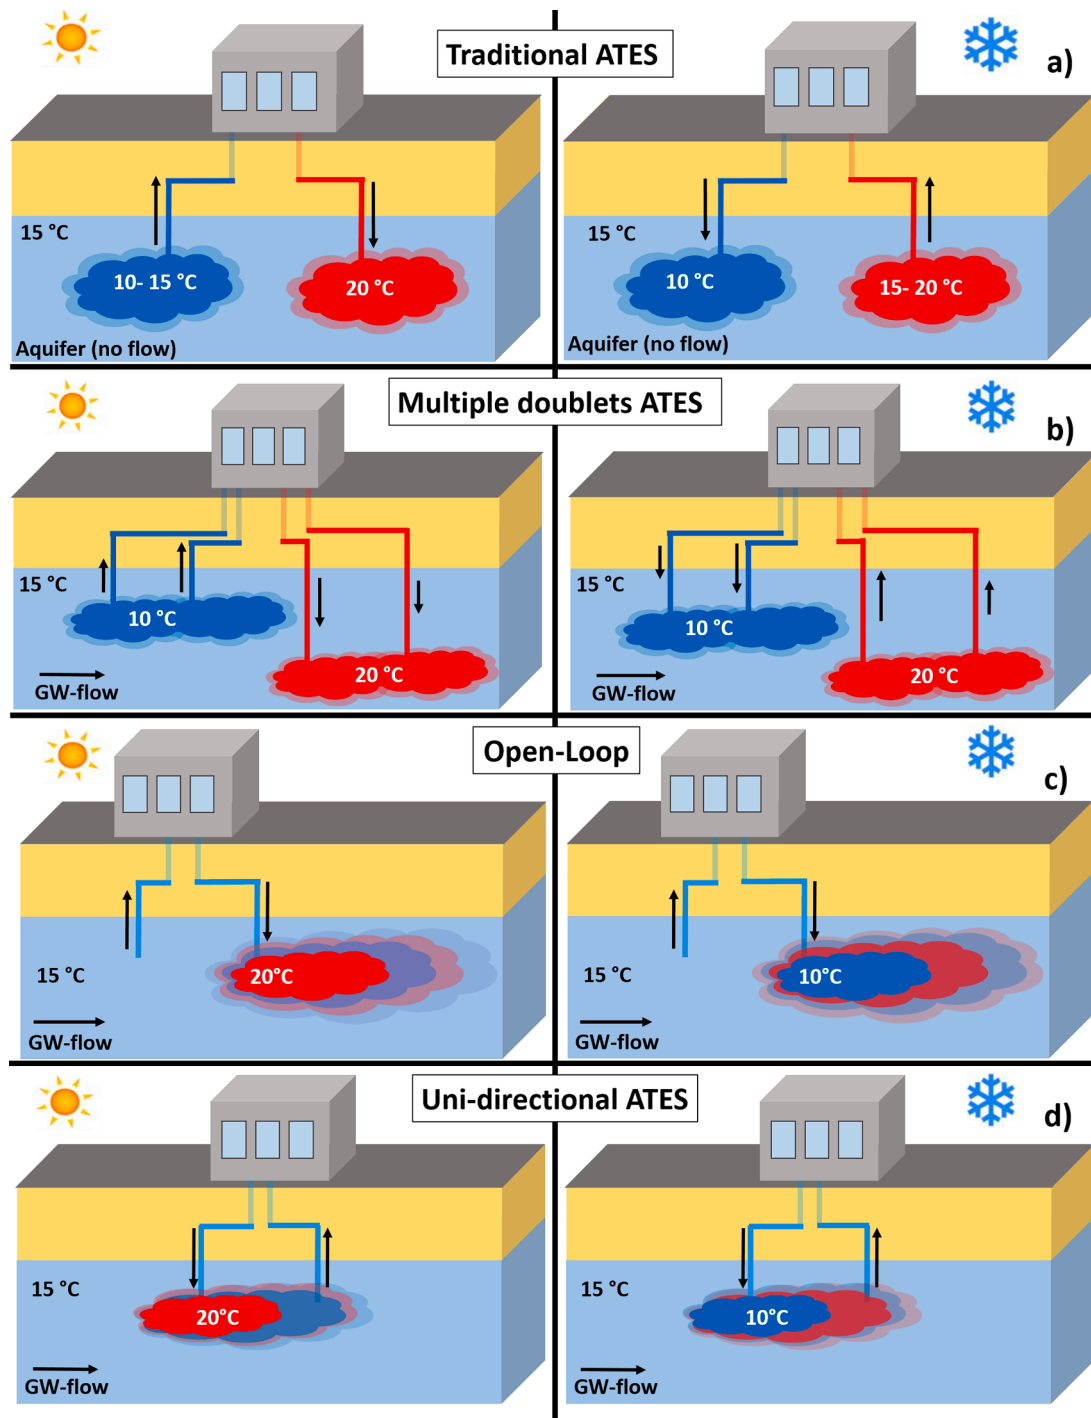 Traditional ATES
a)
15 °C
10- 15 °C
20 °C
Aquifer (no flow)
15 °C
10 °C
15- 20 °C
Aquifer (no flow)
Multiple doublets ATES
b)
15 °C
10 °C
20 °C
GW-flow
15 °C
10 °C
20 °C
GW-flow
Open-Loop
c)
15 °C
20°C
GW-flow
15 °C
10°C
GW-flow
Uni-directional ATES
d)
15 °C
20°C
GW-flow
15 °C
10°C
GW-flow